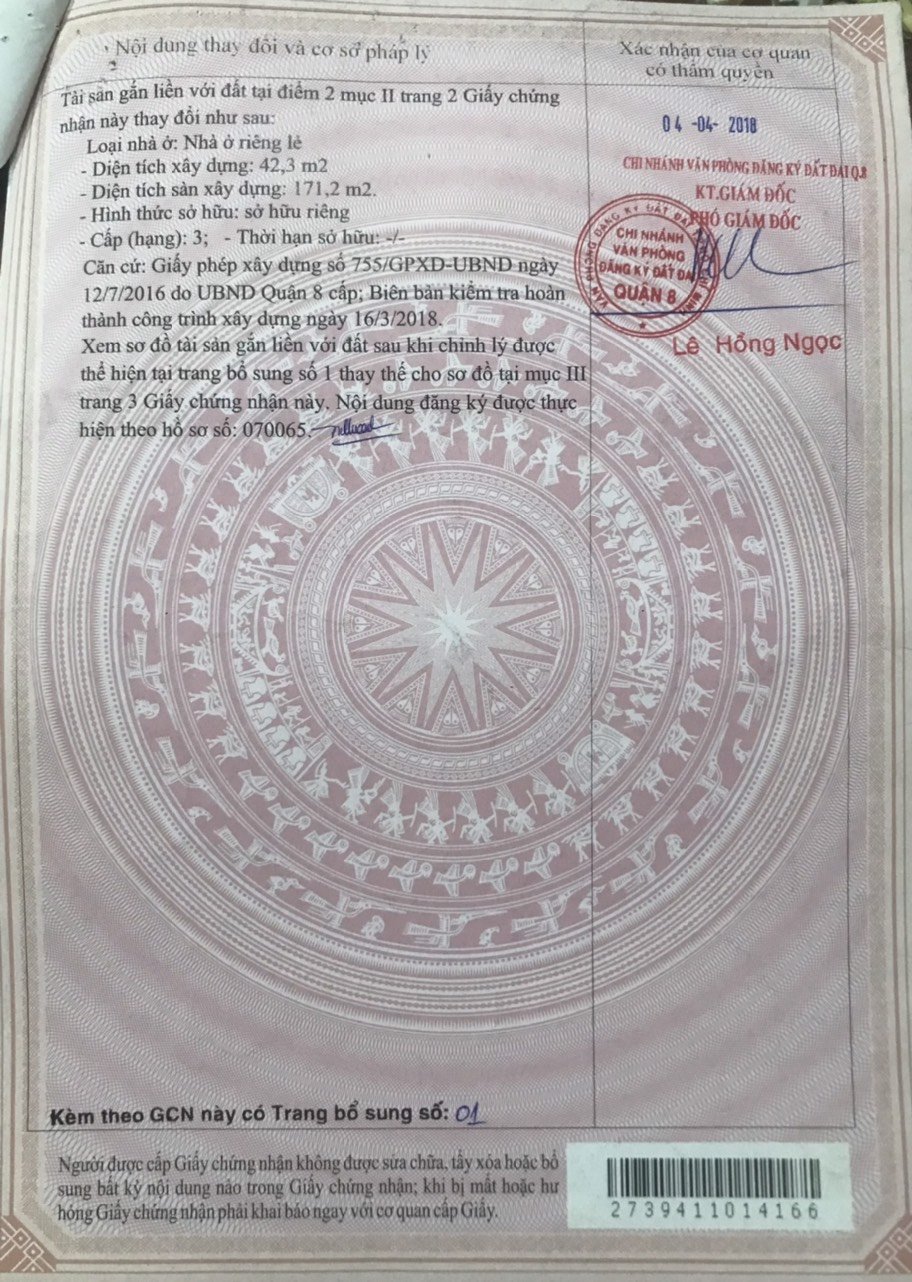 Nội dung thay đổi và cơ sở pháp lý
Xác nhận của cơ quan
có thẩm quyền
Tài sản gắn liền với đất tại điểm 2 mục II trang 2 Giấy chứng
nhận này thay đổi như sau:
Loại nhà ở: Nhà ở riêng lẻ
- Diện tích xây dựng: 42,3 m2
- Diện tích sàn xây dựng: 171,2 m2.
- Hình thức sở hữu: sở hữu riêng
- Cấp (hạng): 3; - Thời hạn sở hữu: -/-
Căn cứ: Giấy phép xây dựng số 755/GPXD-UBND ngày
12/7/2016 do UBND Quận 8 cấp; Biên bản kiểm tra hoàn
thành công trình xây dựng ngày 16/3/2018.
Xem sơ đồ tài sản gắn liền với đất sau khi chỉnh lý được
thể hiện tại trang bổ sung số 1 thay thế cho sơ đồ tại mục III
trang 3 Giấy chứng nhận này. Nội dung đăng ký được thực
hiện theo hồ sơ số: 070065.
04 -04- 2018
CHI NHÁNH VĂN PHÒNG ĐĂNG KÝ ĐẤT ĐAI Q.8
KT.GIÁM ĐỐC
PHÓ GIÁM ĐỐC
CHI NHÁNH
VĂN PHÒNG
ĐĂNG KÝ ĐẤT ĐAI
QUẬN 8
Lê Hồng Ngọc
Kèm theo GCN này có Trang bổ sung số: 01
Người được cấp Giấy chứng nhận không được sửa chữa, tẩy xóa hoặc bổ
sung bất kỳ nội dung nào trong Giấy chứng nhận; khi bị mất hoặc hư
hỏng Giấy chứng nhận phải khai báo ngay với cơ quan cấp Giấy.
2739411014166